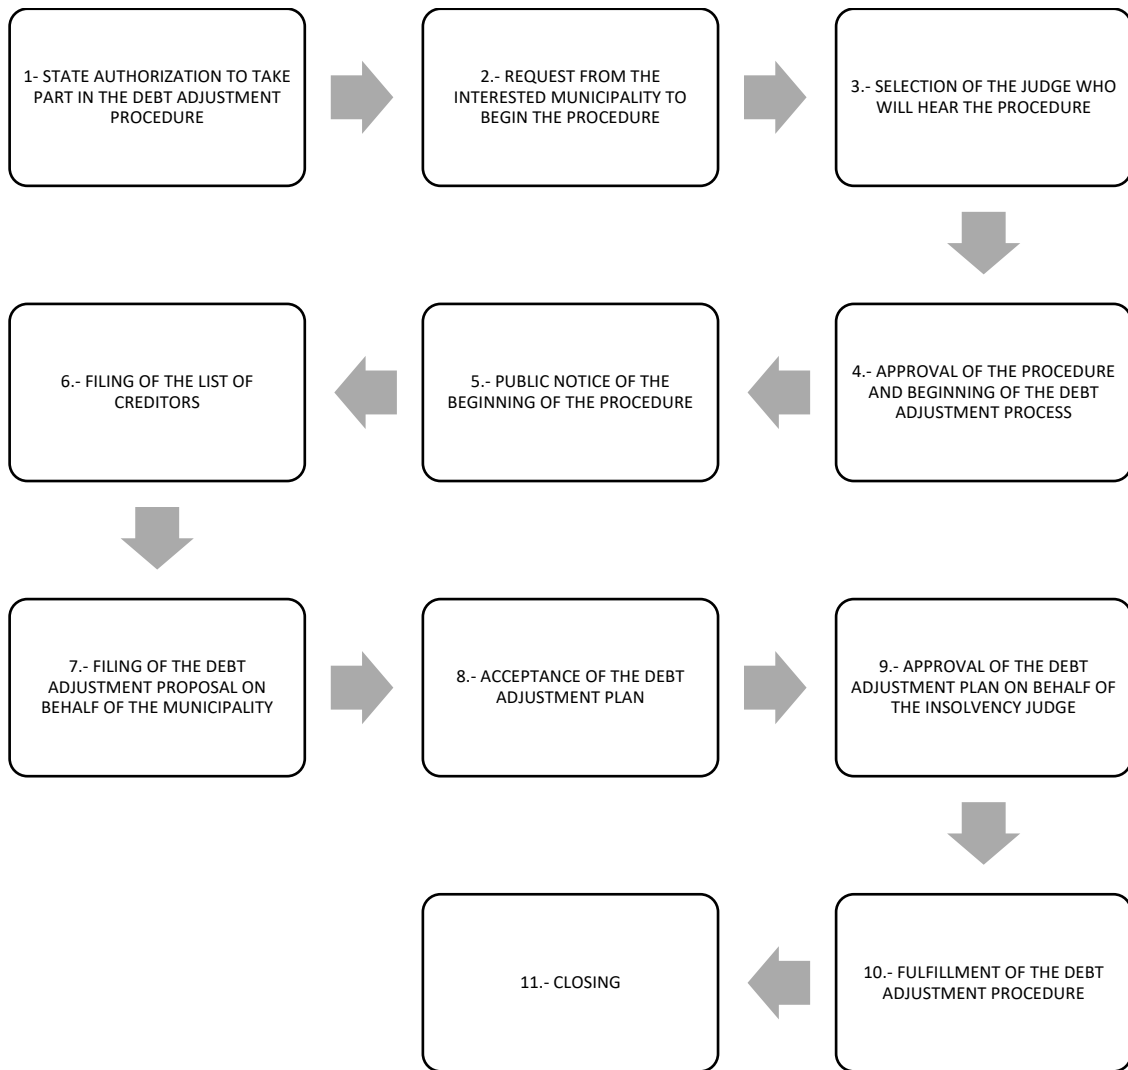 1- STATE AUTHORIZATION TO TAKE
PART IN THE DEBT ADJUSTMENT
PROCEDURE
2.- REQUEST FROM THE
INTERESTED MUNICIPALITY TO
BEGIN THE PROCEDURE
3.- SELECTION OF THE JUDGE WHO
WILL HEAR THE PROCEDURE
4.- APPROVAL OF THE PROCEDURE
AND BEGINNING OF THE DEBT
ADJUSTMENT PROCESS
5.- PUBLIC NOTICE OF THE
BEGINNING OF THE PROCEDURE
6.- FILING OF THE LIST OF
CREDITORS
7.- FILING OF THE DEBT
ADJUSTMENT PROPOSAL ON
BEHALF OF THE MUNICIPALITY
8.- ACCEPTANCE OF THE DEBT
ADJUSTMENT PLAN
9.- APPROVAL OF THE DEBT
ADJUSTMENT PLAN ON BEHALF OF
THE INSOLVENCY JUDGE
10.- FULFILLMENT OF THE DEBT
ADJUSTMENT PROCEDURE
11.- CLOSING